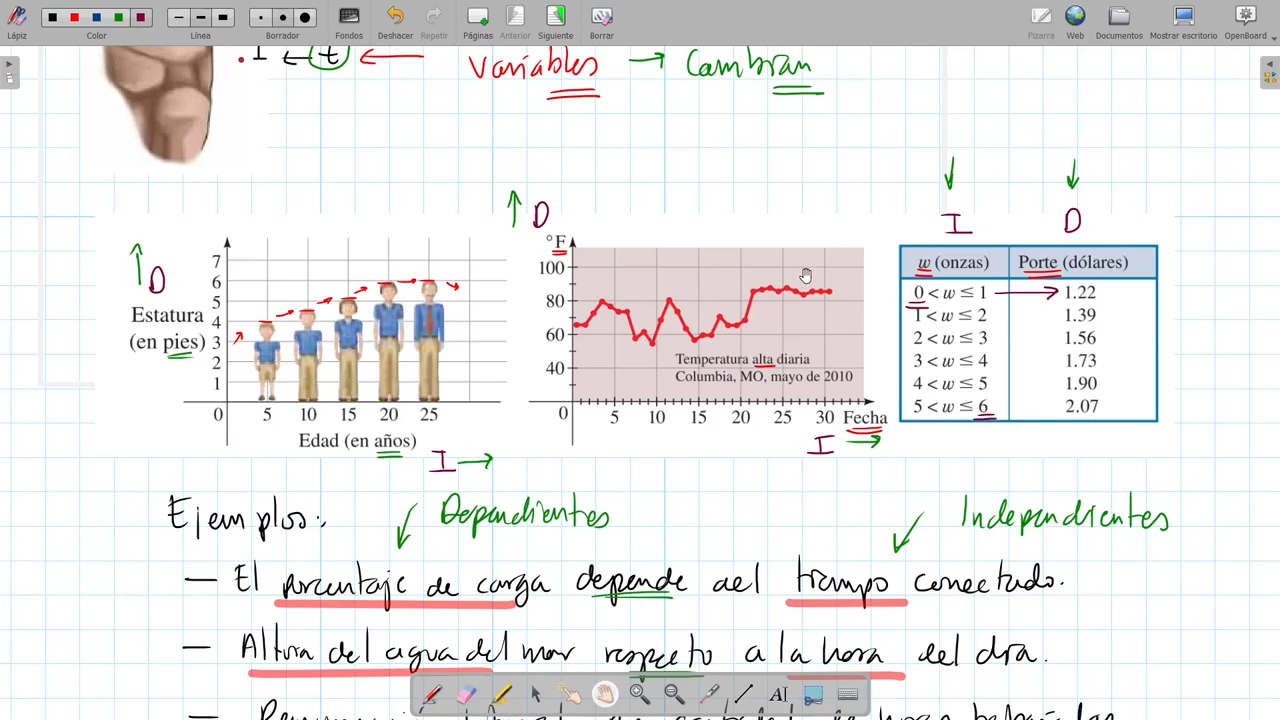 Lápiz
Color
Línea
Borrador
Fondos
Deshacer
Repetir
Páginas
Anterior
Siguiente
Borrar
Pizarra
Web
Documentos
Mostrar escritorio
OpenBoard
I ← t ← Variables → Cambian
D
Estatura
(en pies)
7
6
5
4
3
2
1
0 5 10 15 20 25
Edad (en años)
I →
D
°F
100
80
60
40
Temperatura alta diaria
Columbia, MO, mayo de 2010
0 5 10 15 20 25 30 Fecha
I →
I D
w (onzas) Porte (dólares)
0 < w ≤ 1 → 1.22
1 < w ≤ 2 1.39
2 < w ≤ 3 1.56
3 < w ≤ 4 1.73
4 < w ≤ 5 1.90
5 < w ≤ 6 2.07
Ejemplos: Dependientes Independientes
— El porcentaje de carga depende del tiempo conectado.
— Altura del agua del mar respeto a la hora del día.